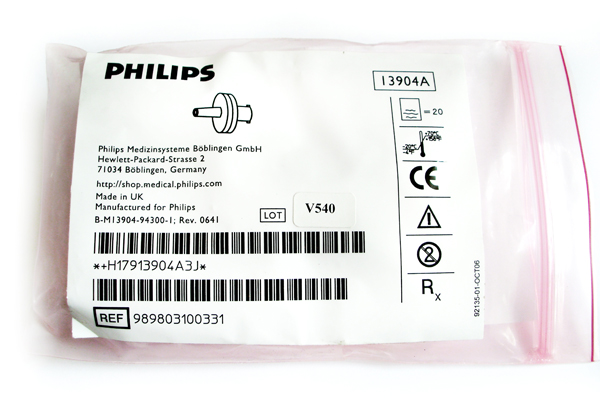 PHILIPS
13904A
= 20
Philips Medizinsysteme Böblingen GmbH
Hewlett-Packard-Strasse 2
71034 Böblingen, Germany
http://shop.medical.philips.com
Made in UK
Manufactured for Philips
B-M13904-94300-1; Rev. 0641
LOT V540
*+H17913904A3J*
REF 989803100331
CE
2
Rx
92135-01-OCT06